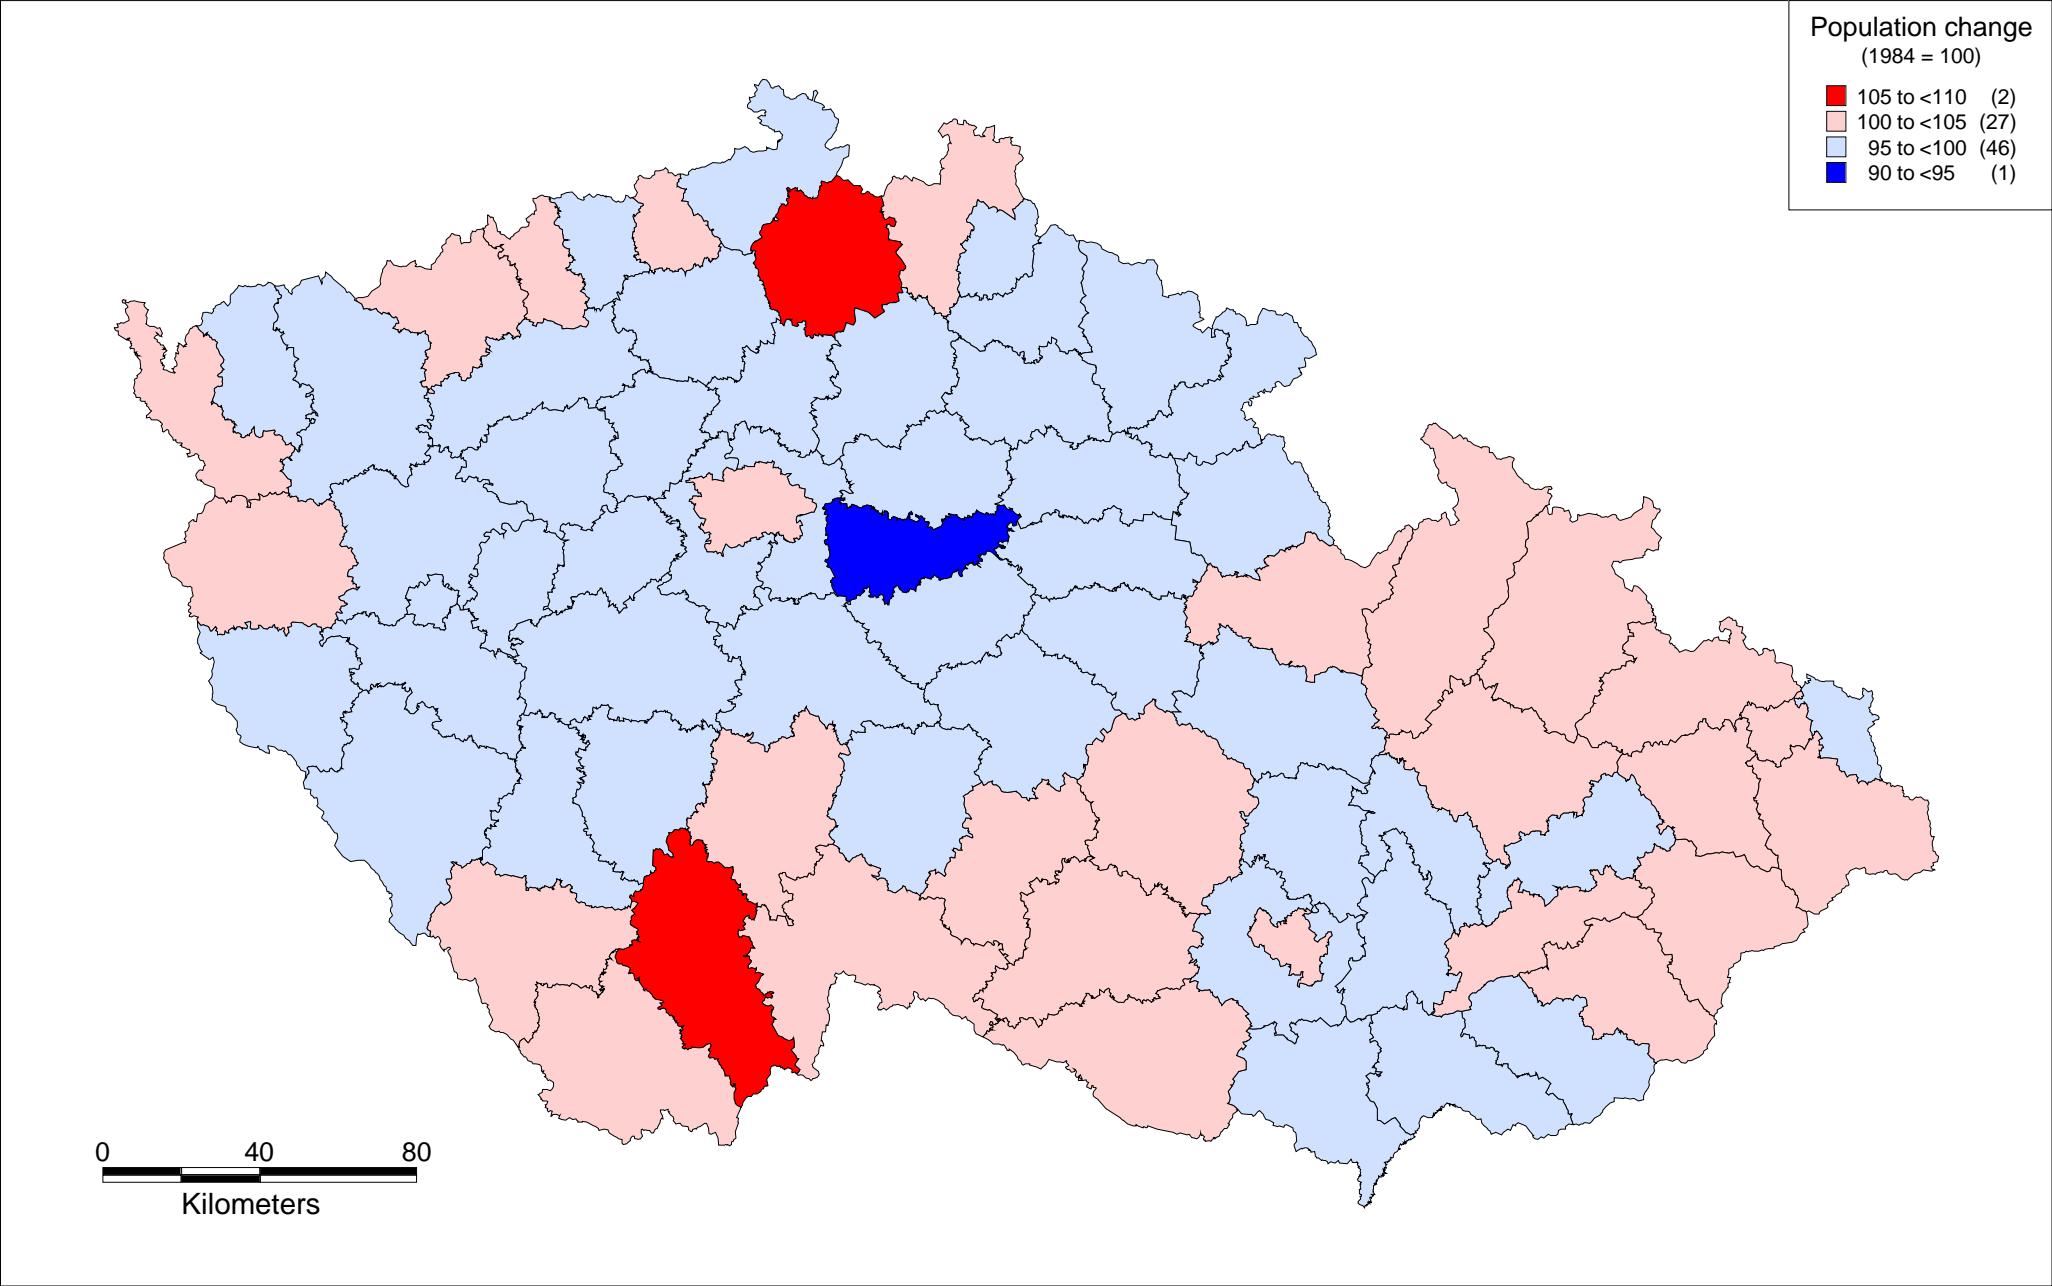 Population change
(1984 = 100)
105 to <110 (2)
100 to <105 (27)
95 to <100 (46)
90 to <95 (1)
0 40 80
Kilometers